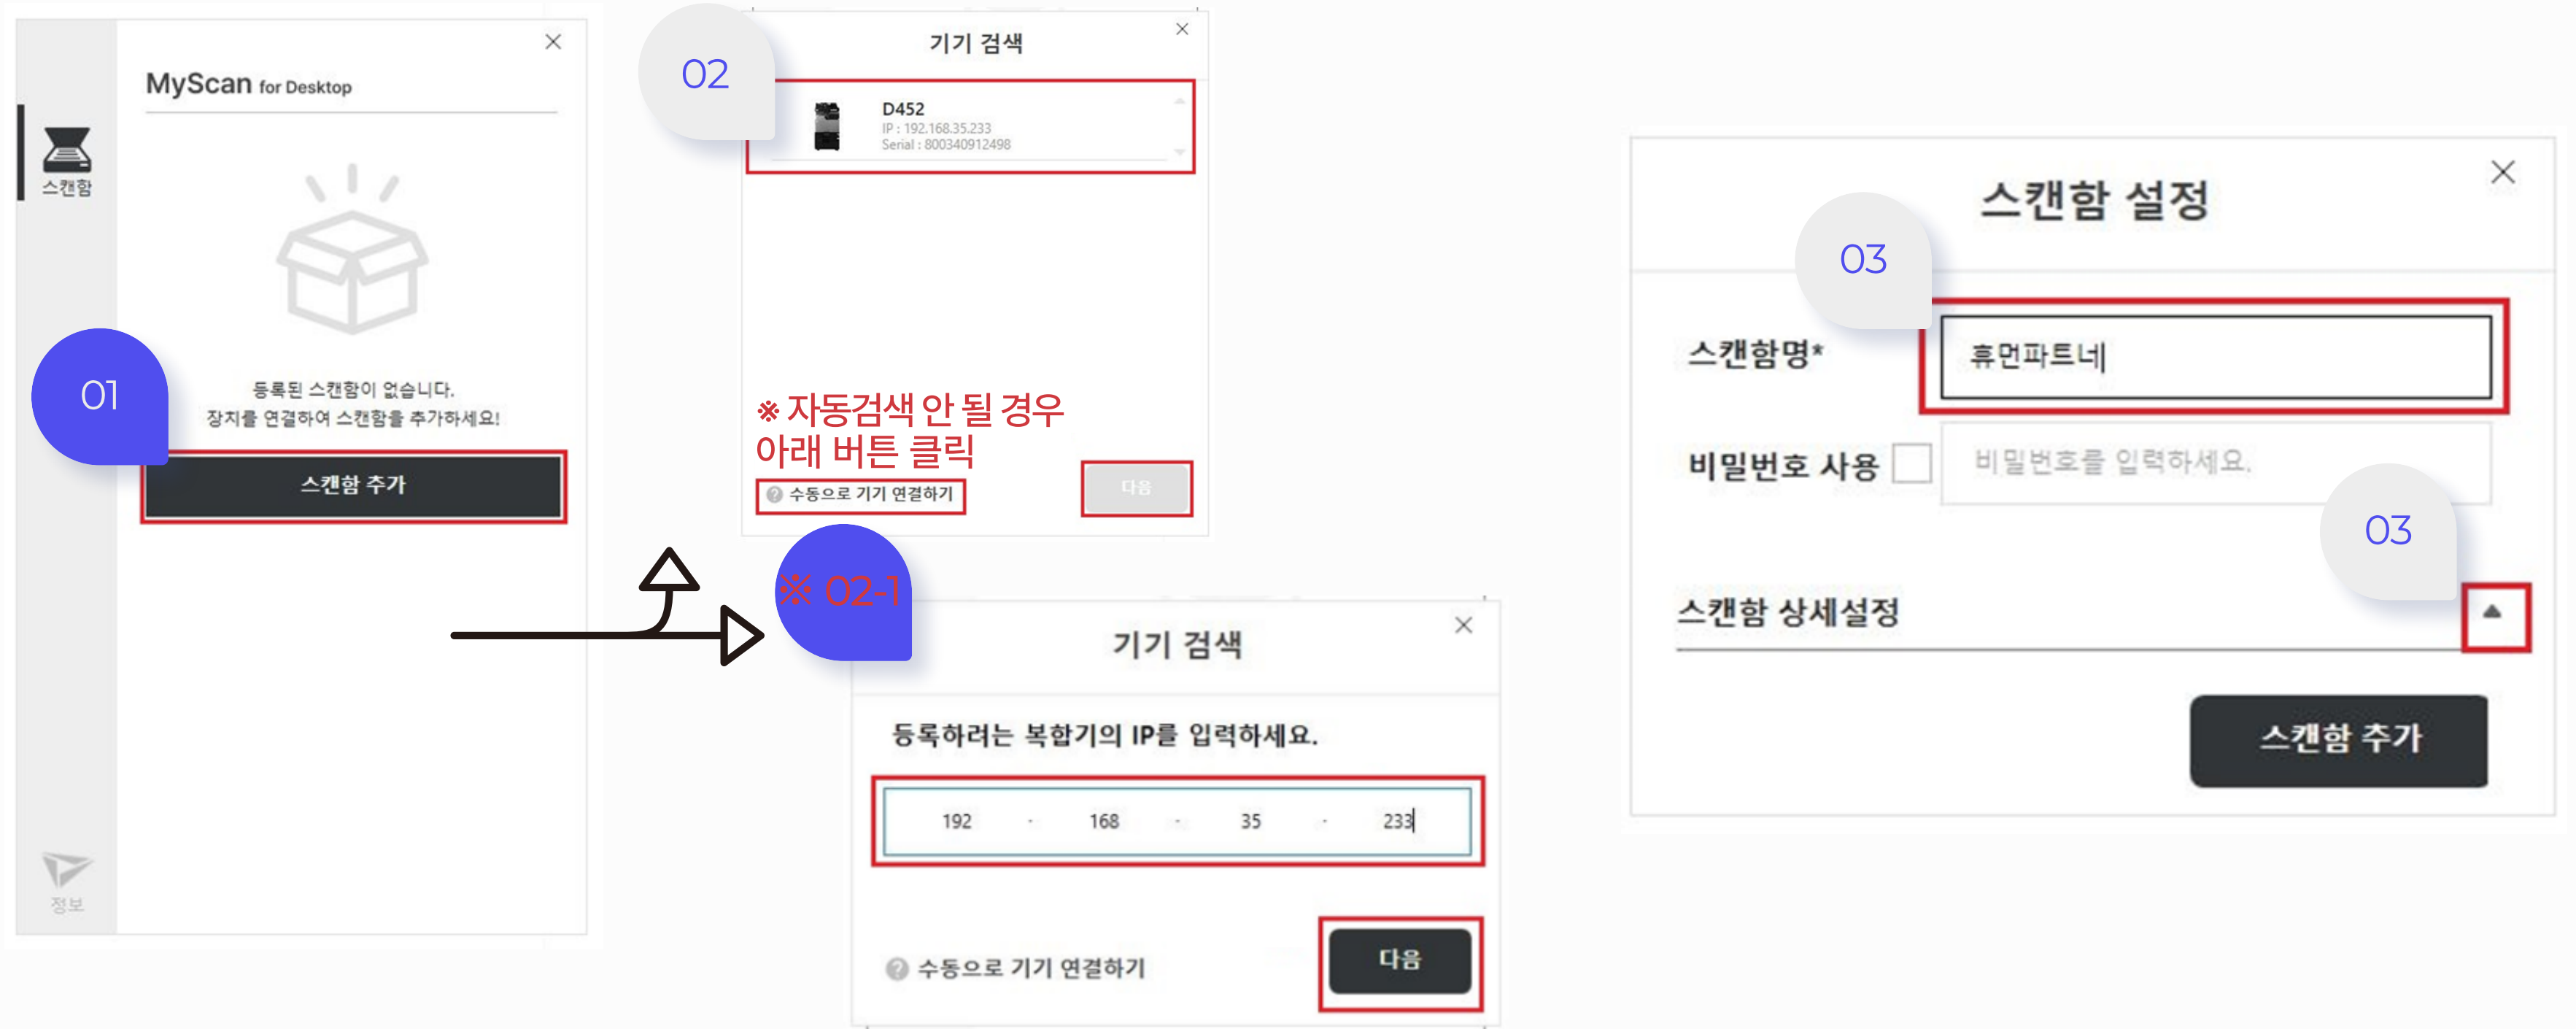 MyScan for Desktop
스캔함
01
등록된 스캔함이 없습니다.
장치를 연결하여 스캔함을 추가하세요!
스캔함 추가
정보
02
기기 검색
D452
IP : 192.168.35.233
Serial : 800340912498
※ 자동검색 안 될 경우
아래 버튼 클릭
수동으로 기기 연결하기
다음
※ 02-1
기기 검색
등록하려는 복합기의 IP를 입력하세요.
192 . 168 . 35 . 233
수동으로 기기 연결하기
다음
스캔함 설정
03
스캔함명* 휴먼파트네
비밀번호 사용 비밀번호를 입력하세요.
03
스캔함 상세설정
스캔함 추가